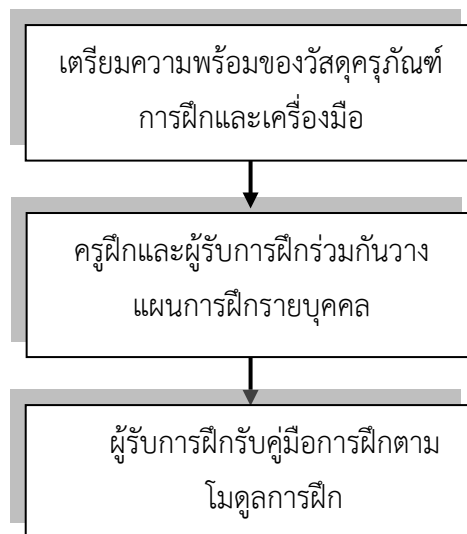 เตรียมความพร้อมของวัสดุครุภัณฑ์
การฝึกและเครื่องมือ
ครูฝึกและผู้รับการฝึกร่วมกันวาง
แผนการฝึกรายบุคคล
ผู้รับการฝึกรับคู่มือการฝึกตาม
โมดูลการฝึก